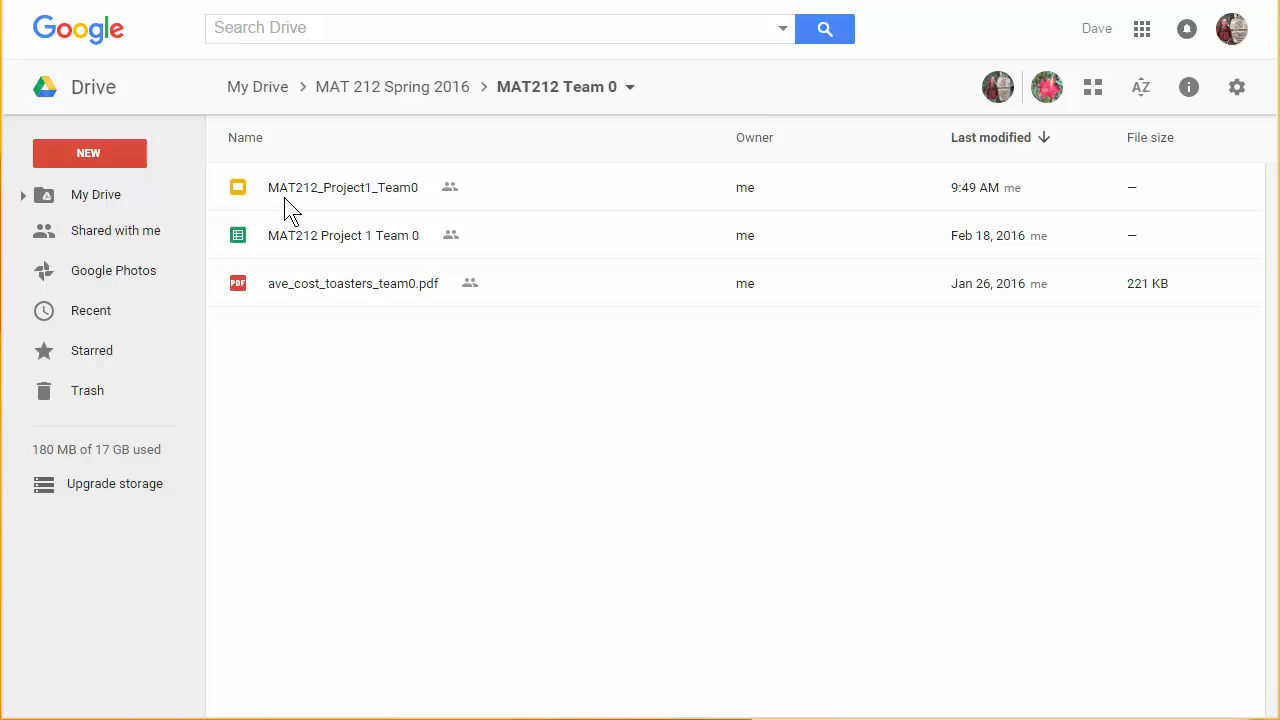 Google
Search Drive
Dave
Drive
My Drive > MAT 212 Spring 2016 > MAT212 Team 0
AZ
NEW
My Drive
Shared with me
Google Photos
Recent
Starred
Trash
180 MB of 17 GB used
Upgrade storage
Name Owner Last modified File size
MAT212_Project1_Team0 me 9:49 AM me —
MAT212 Project 1 Team 0 me Feb 18, 2016 me —
PDF ave_cost_toasters_team0.pdf me Jan 26, 2016 me 221 KB